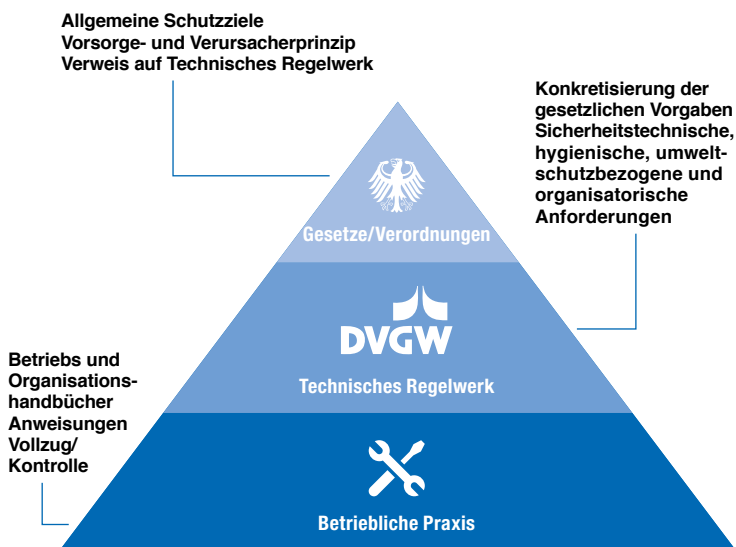 Allgemeine Schutzziele
Vorsorge- und Verursacherprinzip
Verweis auf Technisches Regelwerk
Konkretisierung der
gesetzlichen Vorgaben
Sicherheitstechnische,
hygienische, umwelt-
schutzbezogene und
organisatorische
Anforderungen
Gesetze/Verordnungen
DVGW
Technisches Regelwerk
Betriebs und
Organisations-
handbücher
Anweisungen
Vollzug/
Kontrolle
Betriebliche Praxis